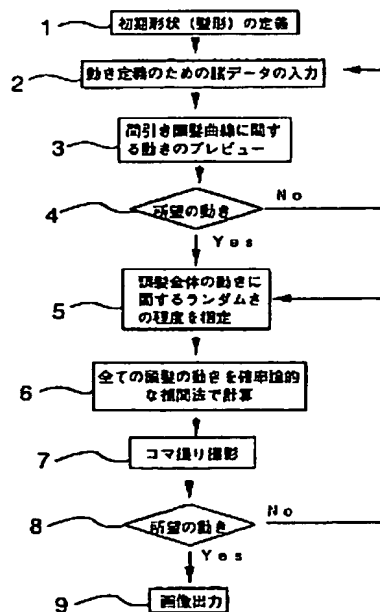 1 初期形状（髪形）の定義
2 動き定義のためのIKデータの入力
3 間引き頭髪曲線に関す
る動きのプレビュー
4 所望の動き No
Yes
5 頭髪全体の動きに
関するランダムさ
の程度を指定
6 全ての頭髪の動きを確率論的
な補間法で計算
7 コマ撮り撮影
8 所望の動き No
Yes
9 画像出力